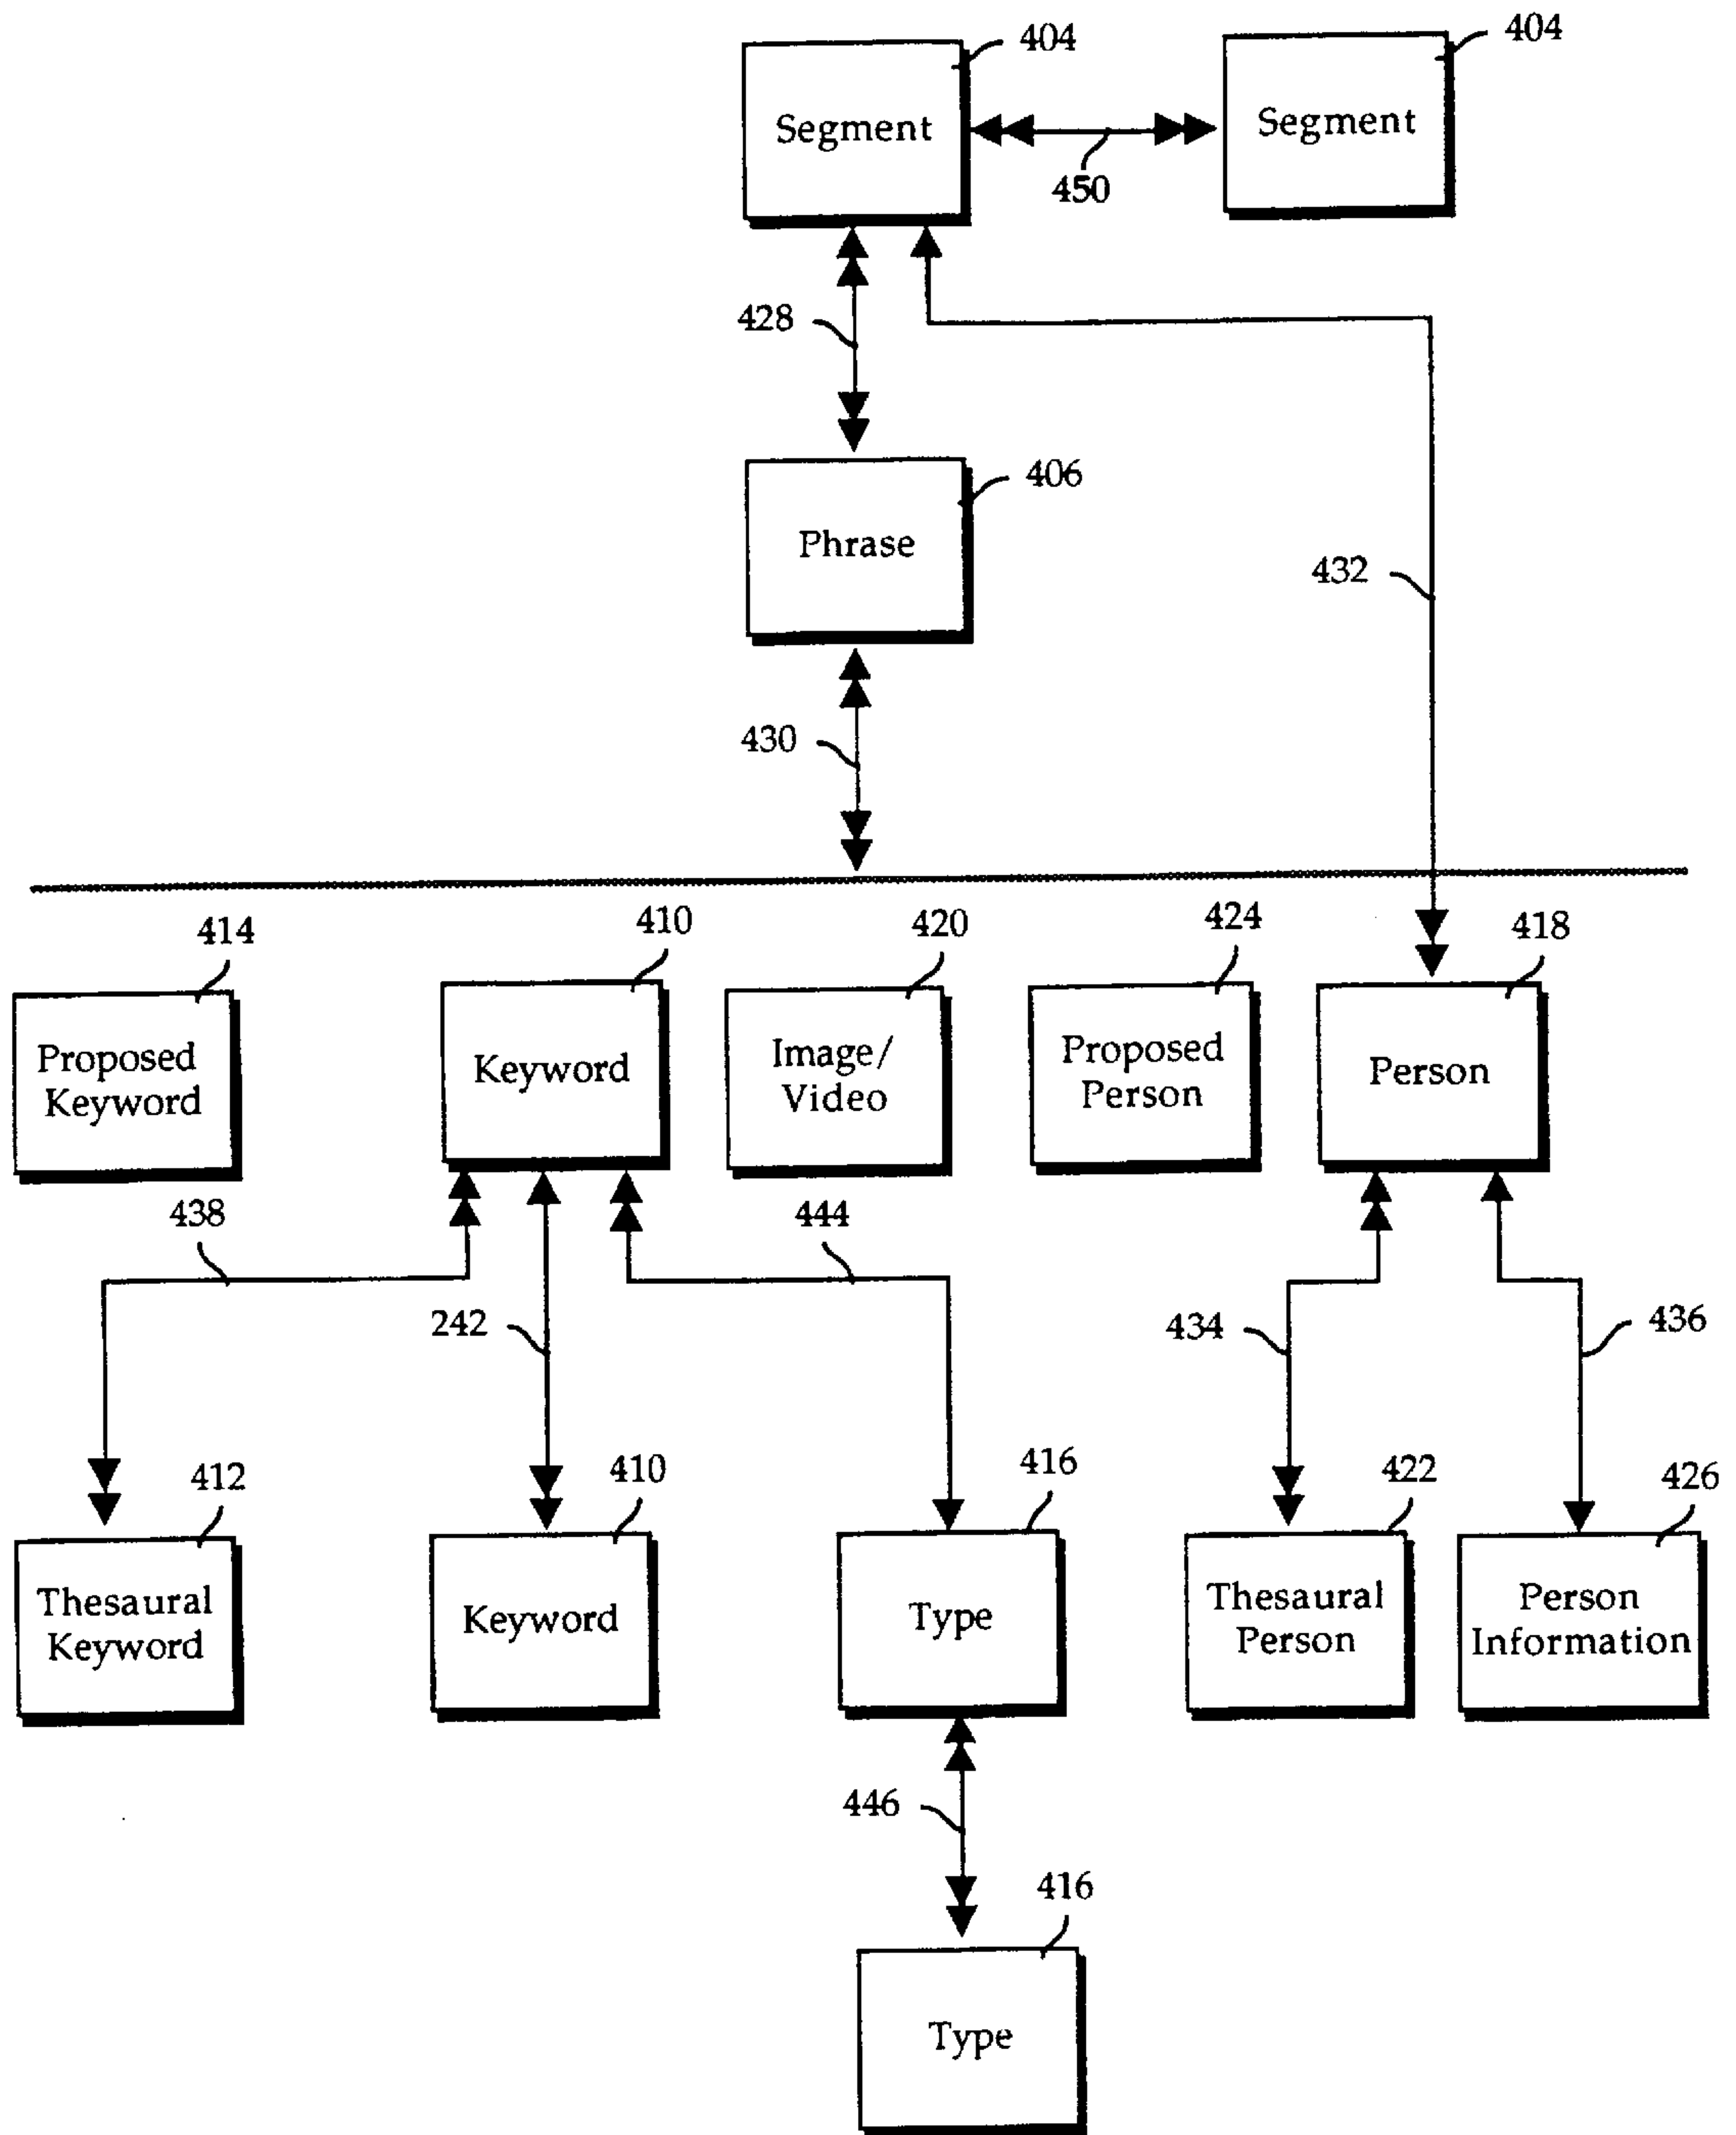 404
404
Segment
Segment
450
428
406
Phrase
432
430
414
410
420
424
418
Proposed
Keyword
Keyword
Image/
Video
Proposed
Person
Person
438
444
242
434
436
412
410
416
422
426
Thesaural
Keyword
Keyword
Type
Thesaural
Person
Person
Information
446
416
Type